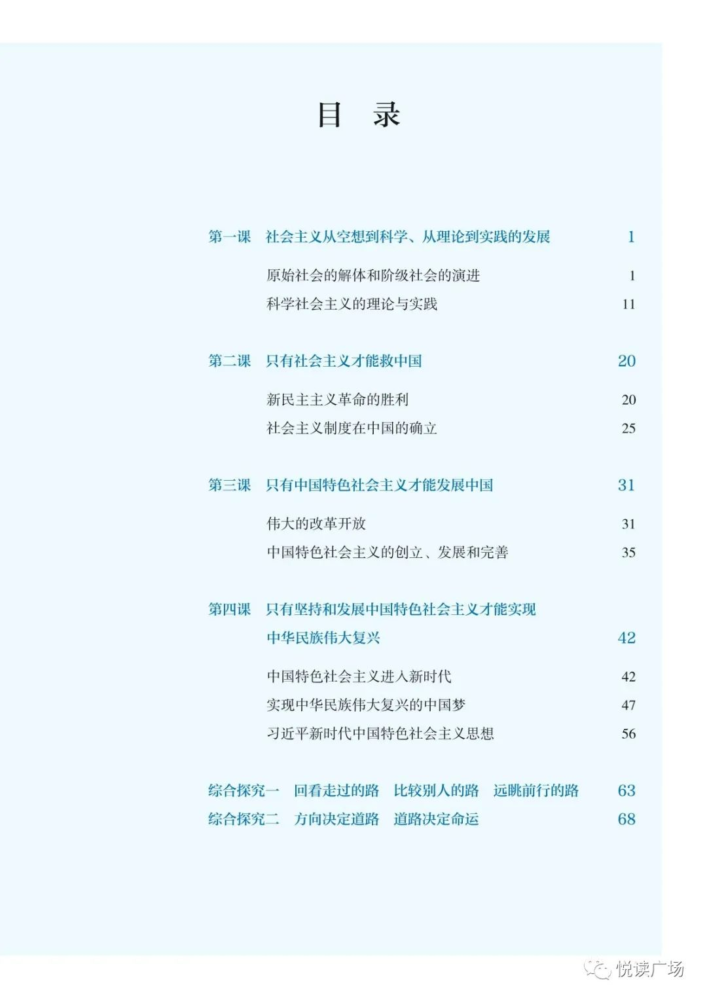 目 录
第一课 社会主义从空想到科学、从理论到实践的发展 1
原始社会的解体和阶级社会的演进 1
科学社会主义的理论与实践 11
第二课 只有社会主义才能救中国 20
新民主主义革命的胜利 20
社会主义制度在中国的确立 25
第三课 只有中国特色社会主义才能发展中国 31
伟大的改革开放 31
中国特色社会主义的创立、发展和完善 35
第四课 只有坚持和发展中国特色社会主义才能实现
中华民族伟大复兴 42
中国特色社会主义进入新时代 42
实现中华民族伟大复兴的中国梦 47
习近平新时代中国特色社会主义思想 56
综合探究一 回看走过的路 比较别人的路 远眺前行的路 63
综合探究二 方向决定道路 道路决定命运 68
悦读广场